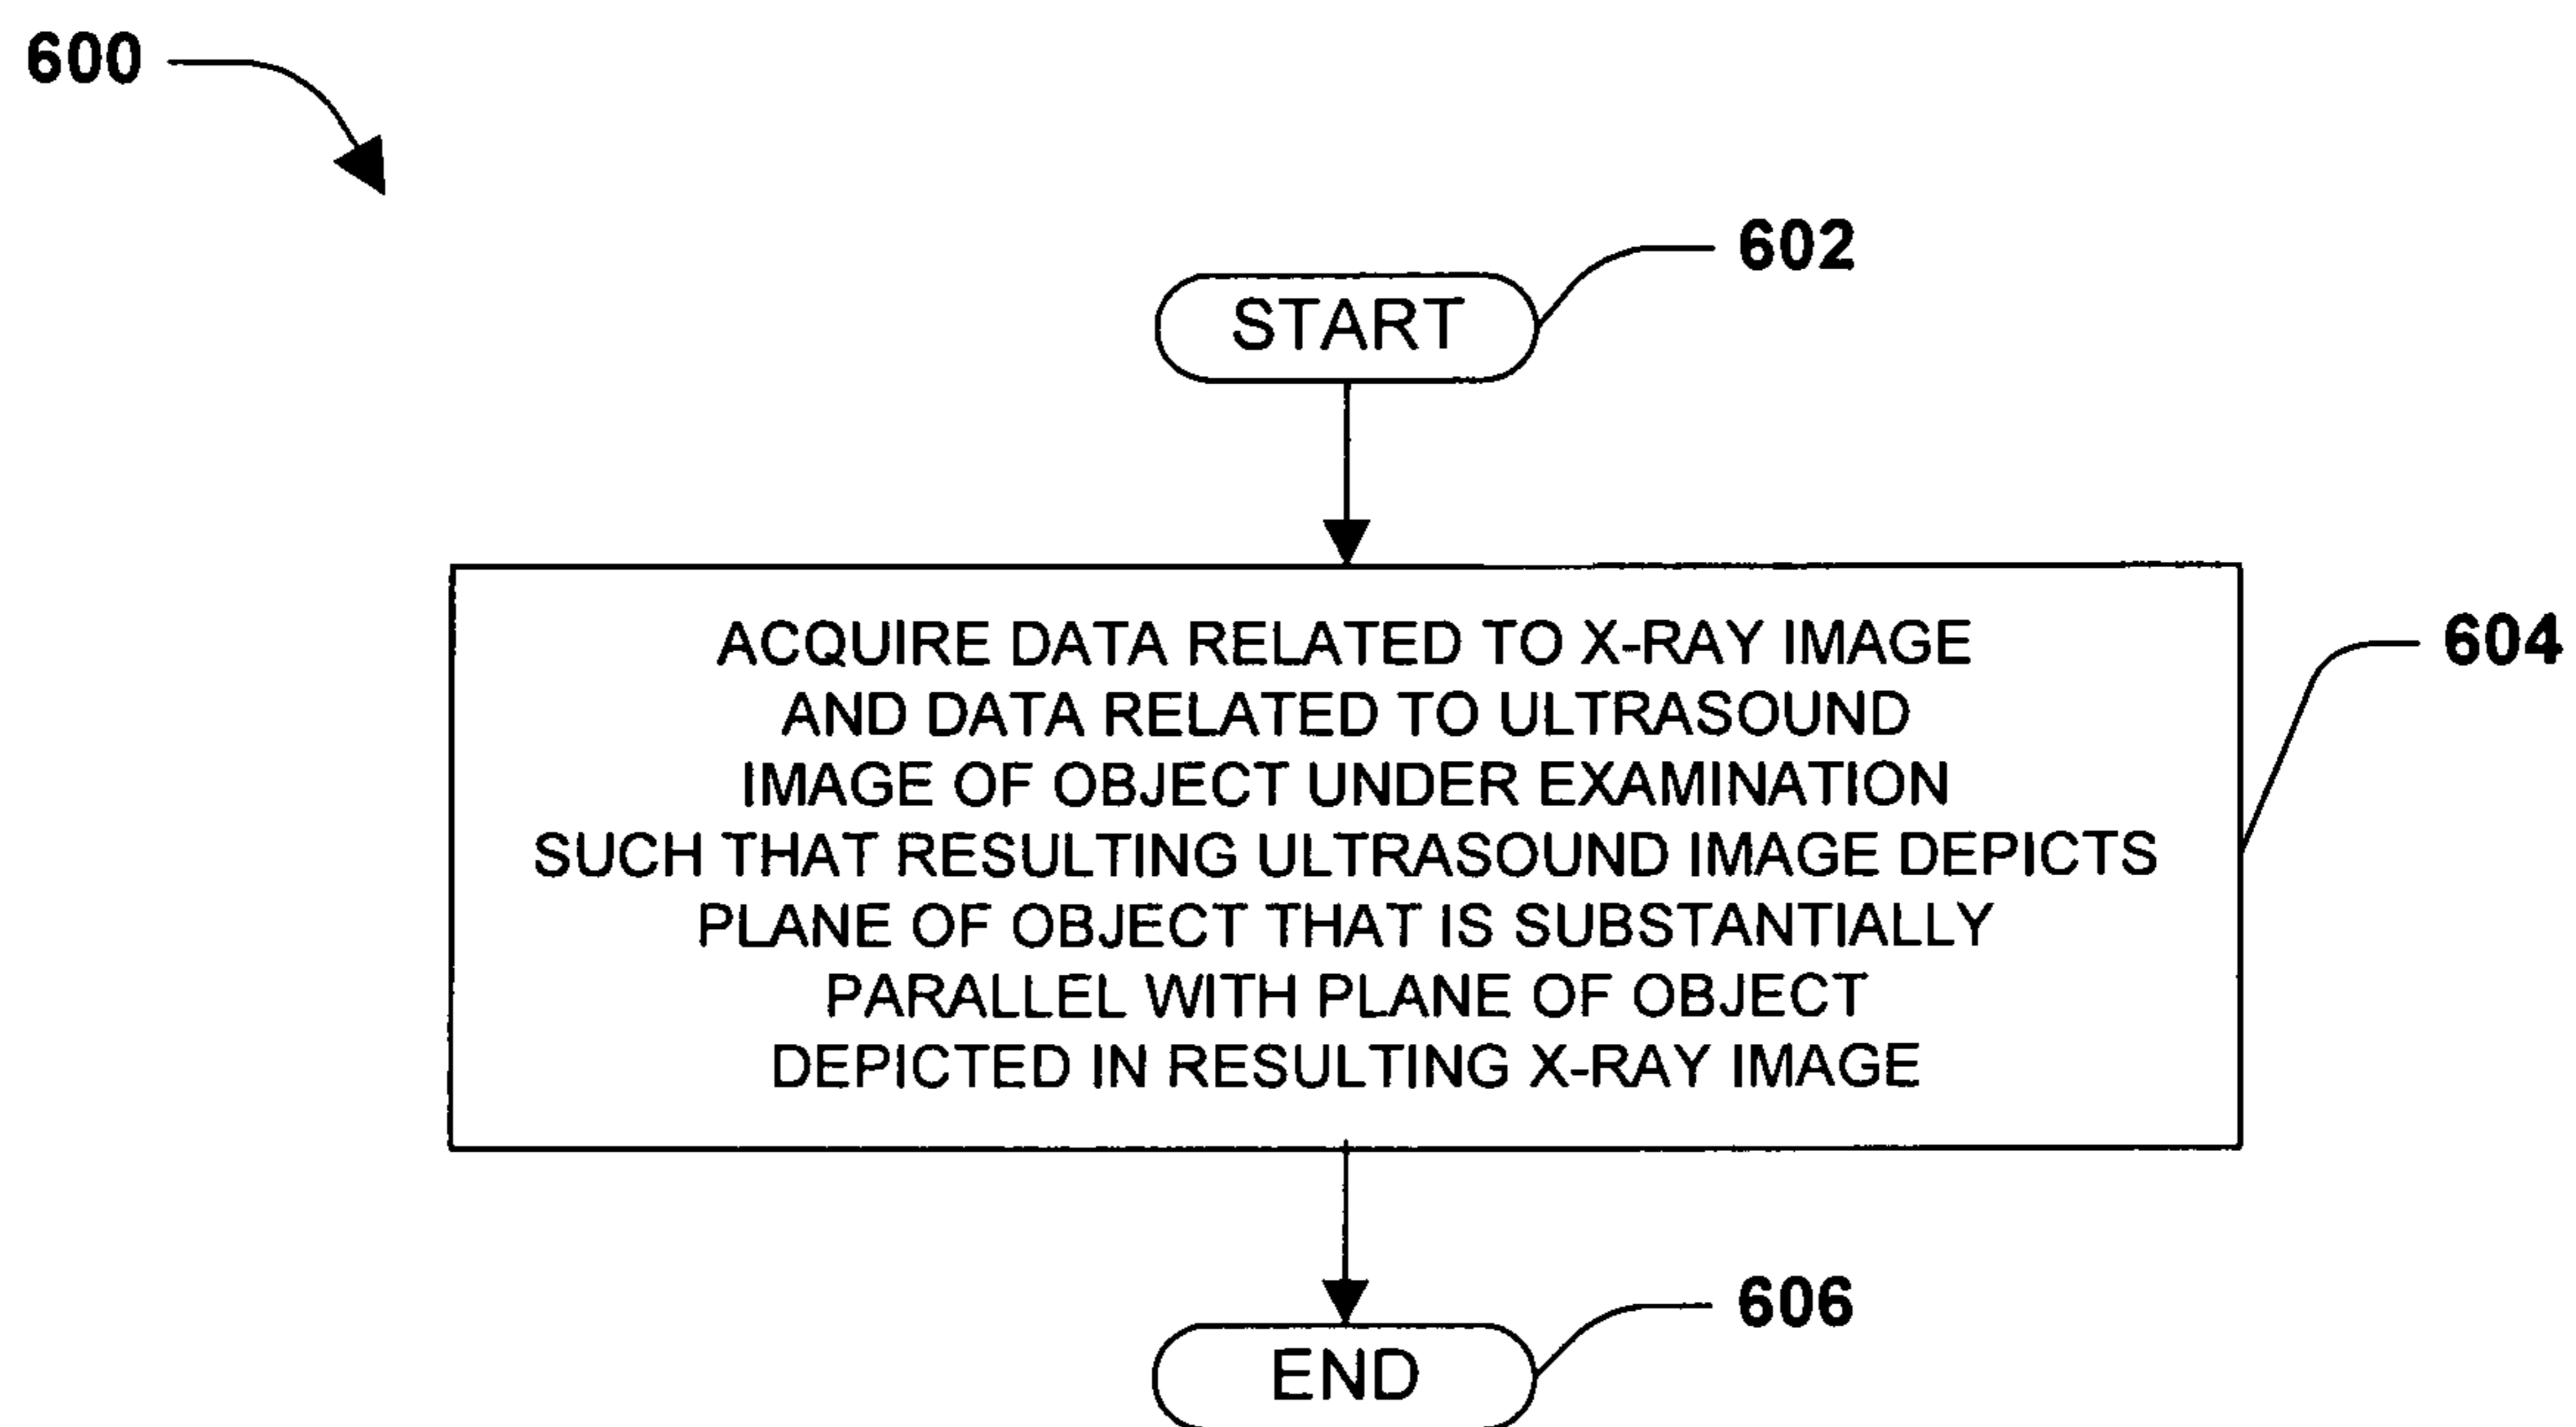 600
602
START
ACQUIRE DATA RELATED TO X-RAY IMAGE
AND DATA RELATED TO ULTRASOUND
IMAGE OF OBJECT UNDER EXAMINATION
SUCH THAT RESULTING ULTRASOUND IMAGE DEPICTS
PLANE OF OBJECT THAT IS SUBSTANTIALLY
PARALLEL WITH PLANE OF OBJECT
DEPICTED IN RESULTING X-RAY IMAGE
604
606
END